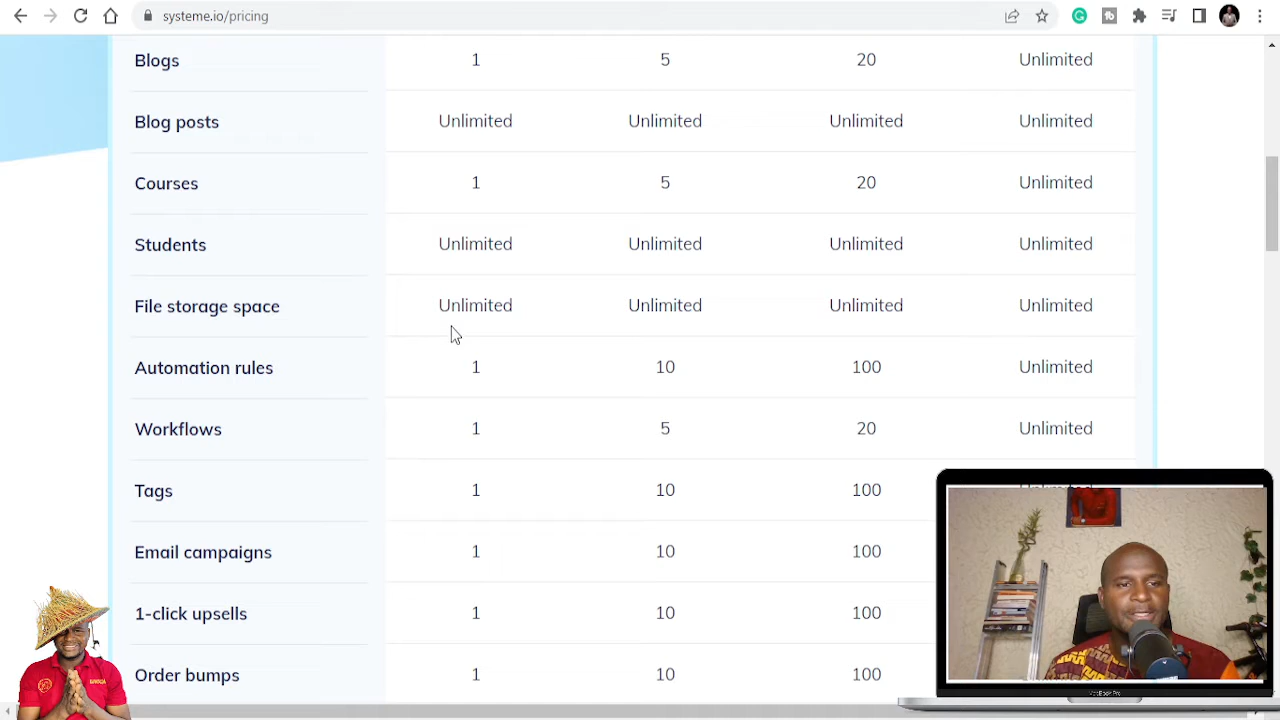 systeme.io/pricing
Blogs 1 5 20 Unlimited
Blog posts Unlimited Unlimited Unlimited Unlimited
Courses 1 5 20 Unlimited
Students Unlimited Unlimited Unlimited Unlimited
File storage space Unlimited Unlimited Unlimited Unlimited
Automation rules 1 10 100 Unlimited
Workflows 1 5 20 Unlimited
Tags 1 10 100
Email campaigns 1 10 100
1-click upsells 1 10 100
Order bumps 1 10 100
MacBook Pro